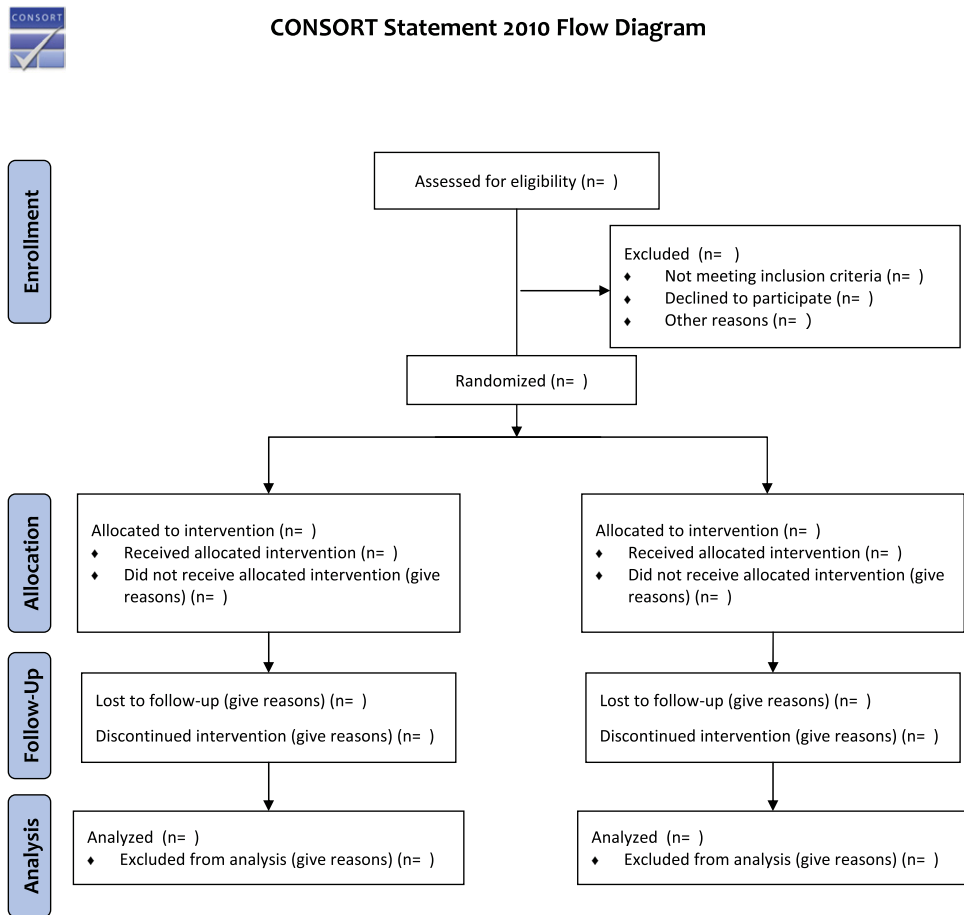 CONSORT
CONSORT Statement 2010 Flow Diagram
Enrollment
Assessed for eligibility (n=  )
Excluded  (n=   )
♦ Not meeting inclusion criteria (n=  )
♦ Declined to participate (n=  )
♦ Other reasons (n=  )
Randomized (n=  )
Allocation
Allocated to intervention (n=  )
♦ Received allocated intervention (n=  )
♦ Did not receive allocated intervention (give
reasons) (n=  )
Allocated to intervention (n=  )
♦ Received allocated intervention (n=  )
♦ Did not receive allocated intervention (give
reasons) (n=  )
Follow-Up
Lost to follow-up (give reasons) (n=  )
Discontinued intervention (give reasons) (n=  )
Lost to follow-up (give reasons) (n=  )
Discontinued intervention (give reasons) (n=  )
Analysis
Analyzed  (n=  )
♦ Excluded from analysis (give reasons) (n=  )
Analyzed  (n=  )
♦ Excluded from analysis (give reasons) (n=  )